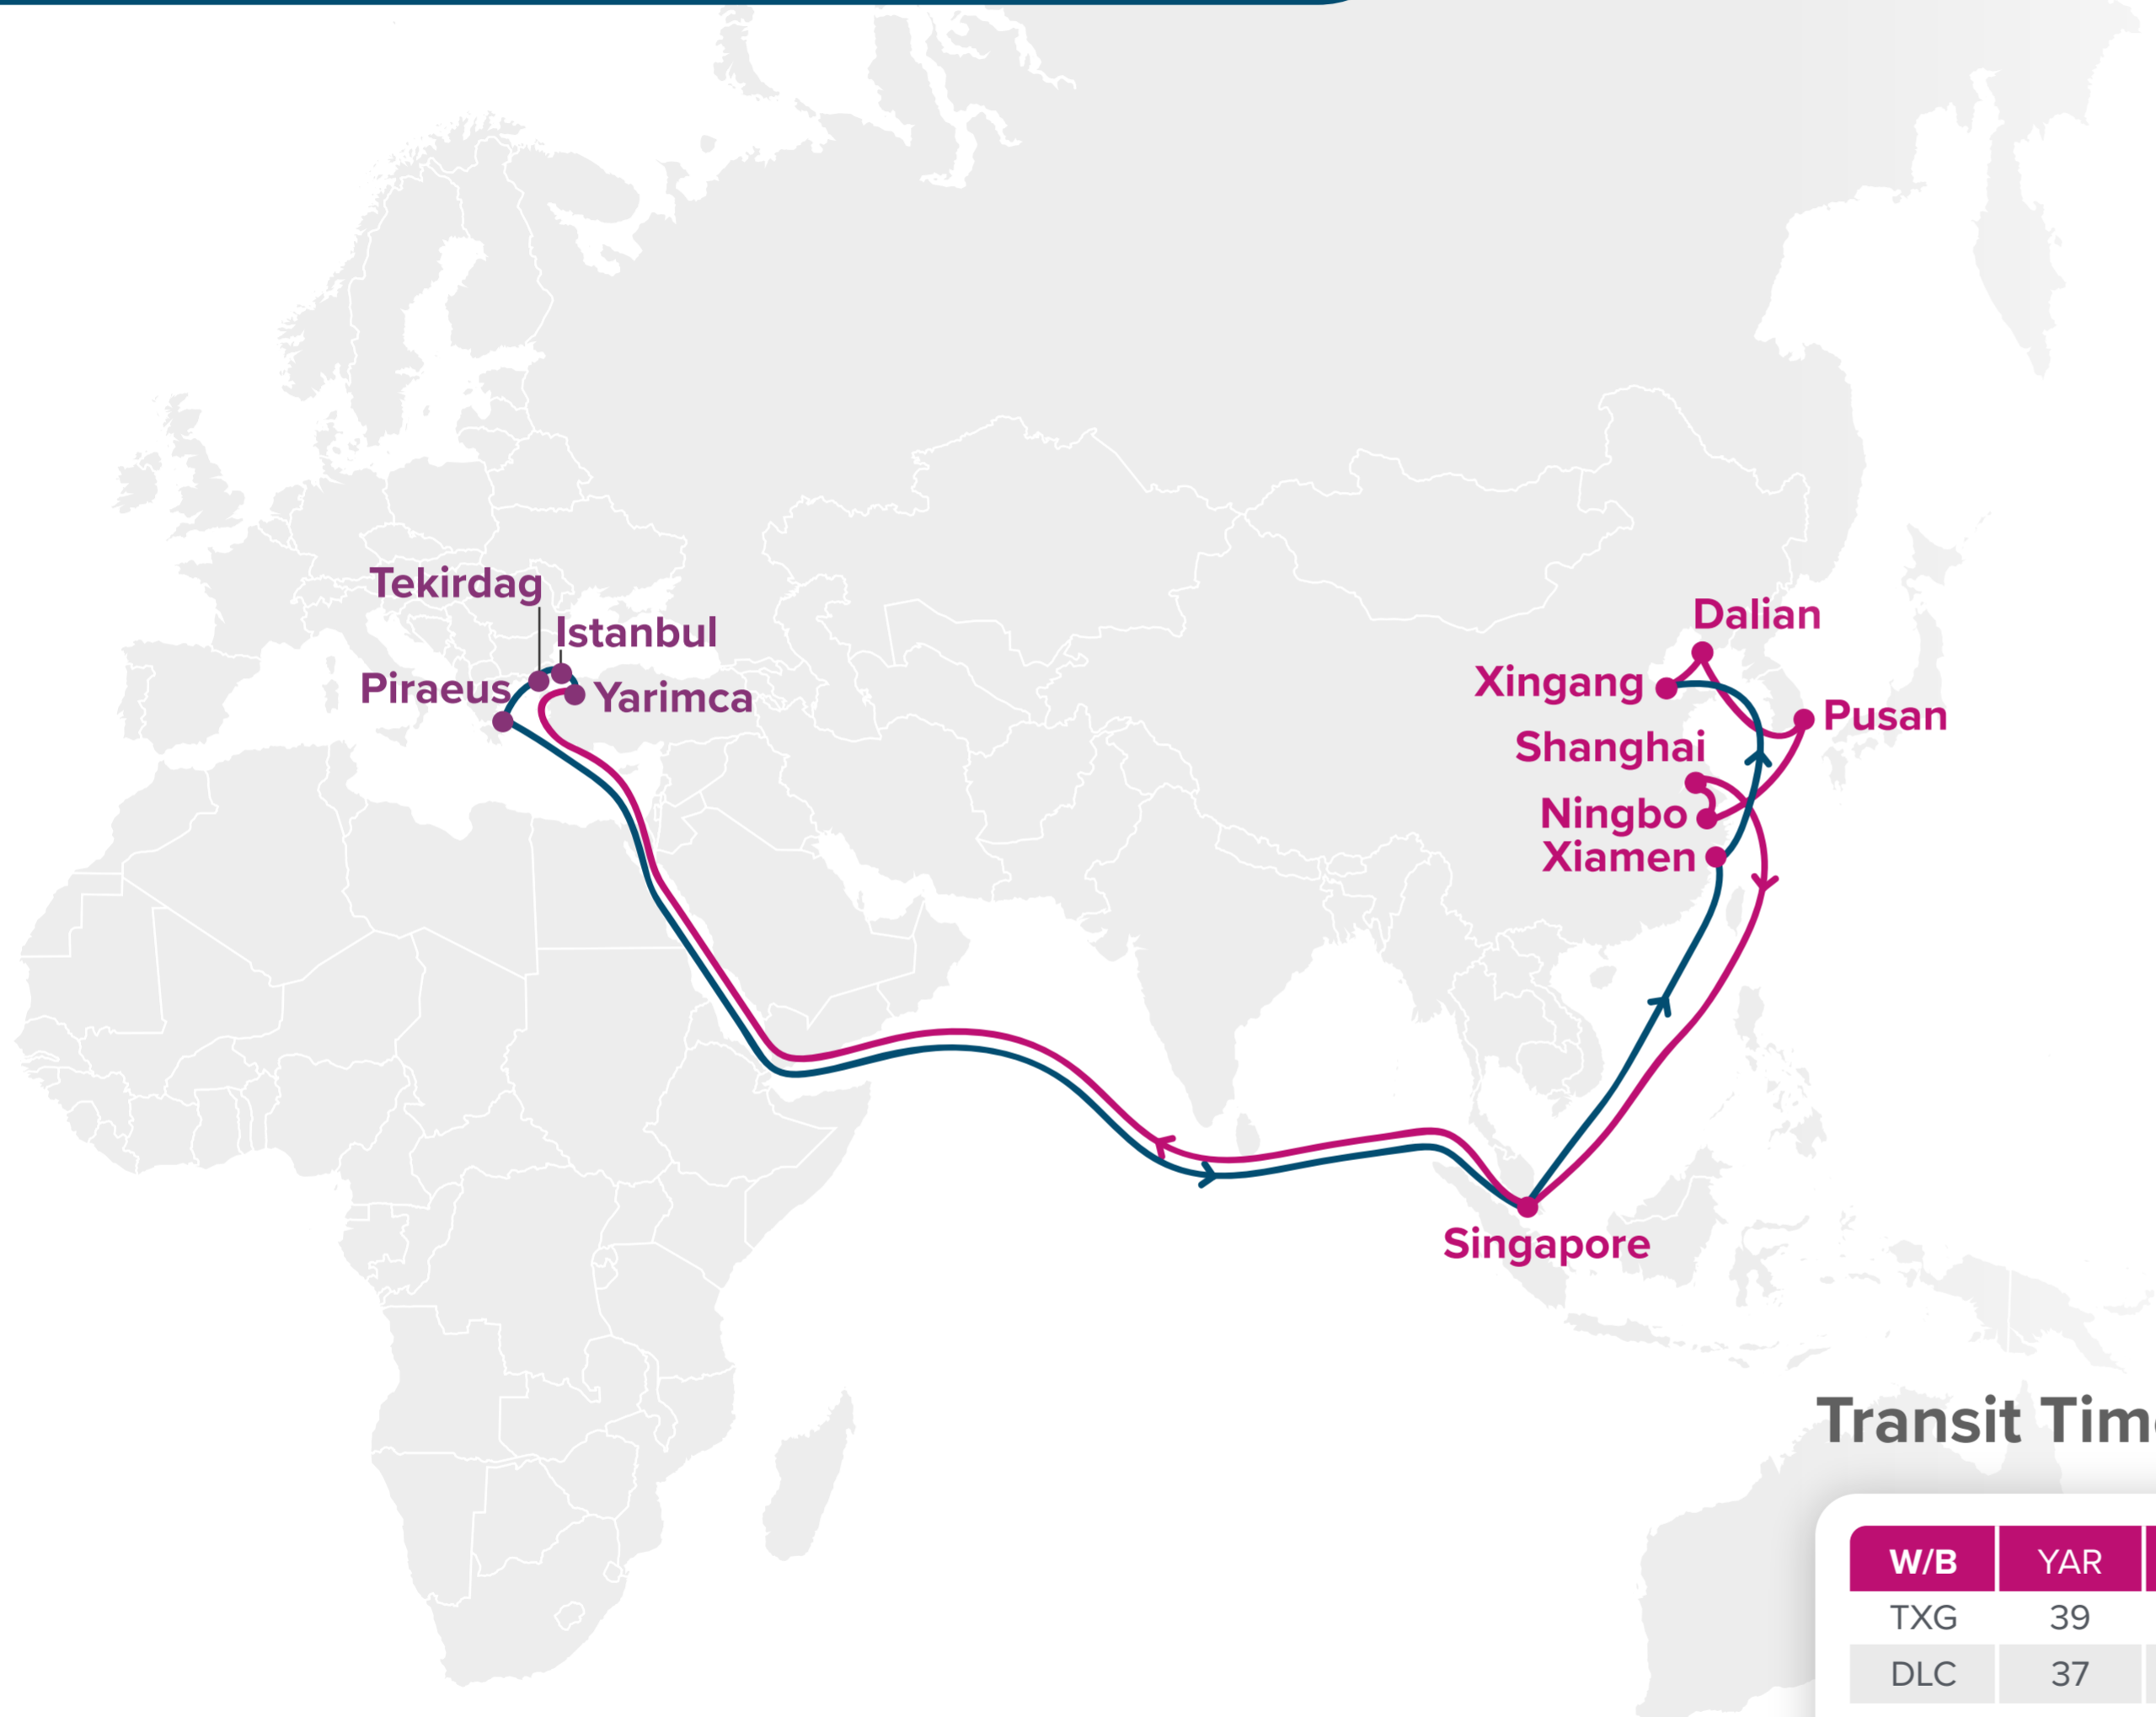 Tekirdag
Istanbul
Piraeus
Yarimca
Dalian
Xingang
Pusan
Shanghai
Ningbo
Xiamen
Singapore
Transit Tim
W/B YAR
TXG 39
DLC 37